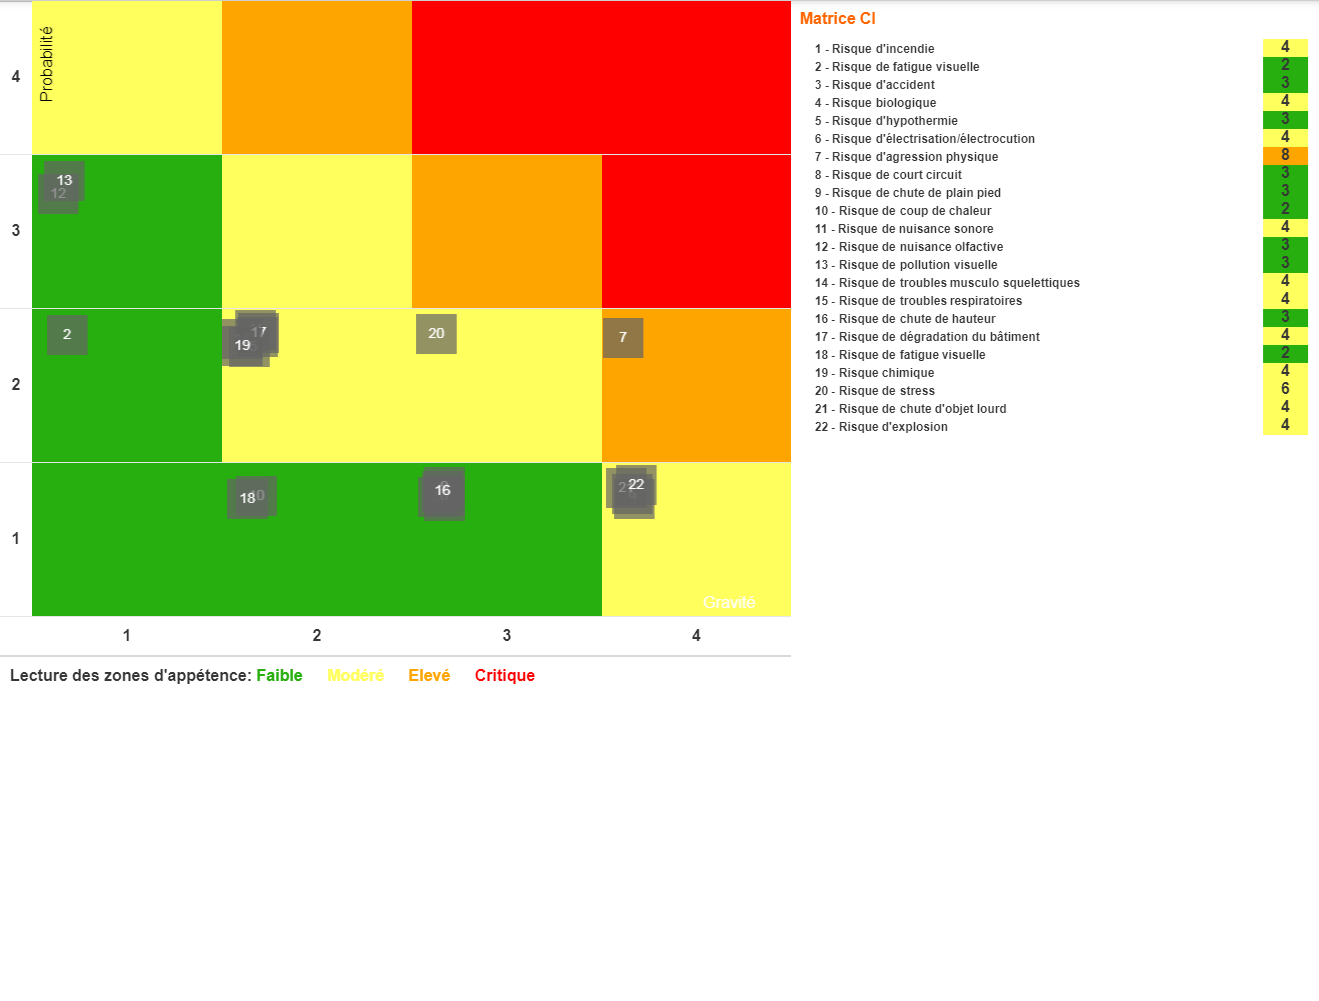 Probabilité
4
3
2
1
13
12
2
17
19
20
7
18
10
16
22
21
Gravité
1
2
3
4
Lecture des zones d'appétence: Faible Modéré Elevé Critique
Matrice CI
1 - Risque d'incendie 4
2 - Risque de fatigue visuelle 2
3 - Risque d'accident 3
4 - Risque biologique 4
5 - Risque d'hypothermie 3
6 - Risque d'électrisation/électrocution 4
7 - Risque d'agression physique 8
8 - Risque de court circuit 3
9 - Risque de chute de plain pied 3
10 - Risque de coup de chaleur 2
11 - Risque de nuisance sonore 4
12 - Risque de nuisance olfactive 3
13 - Risque de pollution visuelle 3
14 - Risque de troubles musculo squelettiques 4
15 - Risque de troubles respiratoires 4
16 - Risque de chute de hauteur 3
17 - Risque de dégradation du bâtiment 4
18 - Risque de fatigue visuelle 2
19 - Risque chimique 4
20 - Risque de stress 6
21 - Risque de chute d'objet lourd 4
22 - Risque d'explosion 4